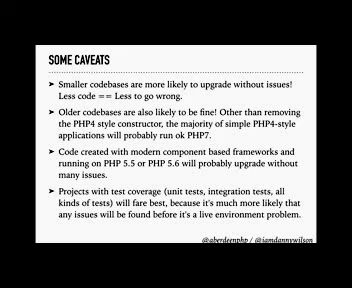 SOME CAVEATS
➤ Smaller codebases are more likely to upgrade without issues!
Less code == Less to go wrong.
➤ Older codebases are also likely to be fine! Other than removing
the PHP4 style constructor, the majority of simple PHP4-style
applications will probably run ok PHP7.
➤ Code created with modern component based frameworks and
running on PHP 5.5 or PHP 5.6 will probably upgrade without
many issues.
➤ Projects with test coverage (unit tests, integration tests, all
kinds of tests) will fare best, because it's much more likely that
any issues will be found before it's a live environment problem.
@aberdeenphp / @iamdannywilson